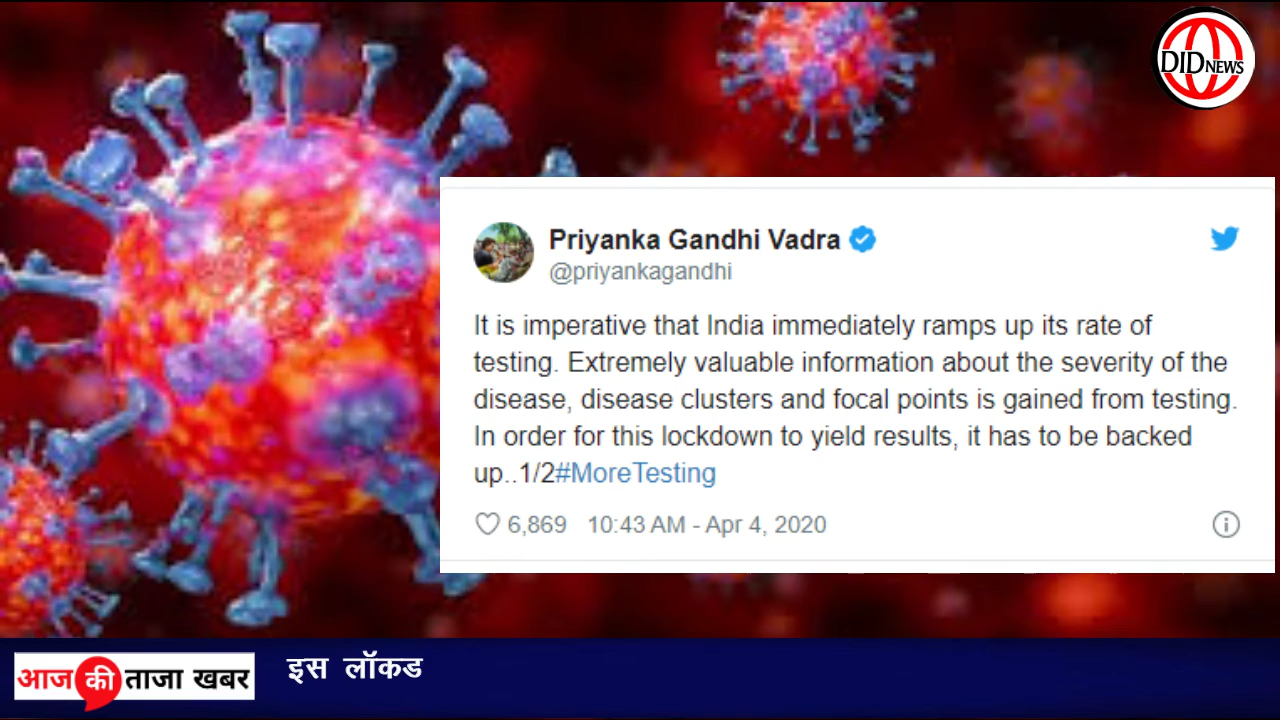 DID NEWS
Priyanka Gandhi Vadra
@priyankagandhi
It is imperative that India immediately ramps up its rate of
testing. Extremely valuable information about the severity of the
disease, disease clusters and focal points is gained from testing.
In order for this lockdown to yield results, it has to be backed
up..1/2#MoreTesting
6,869 10:43 AM - Apr 4, 2020
आज की ताजा खबर
इस लॉकड